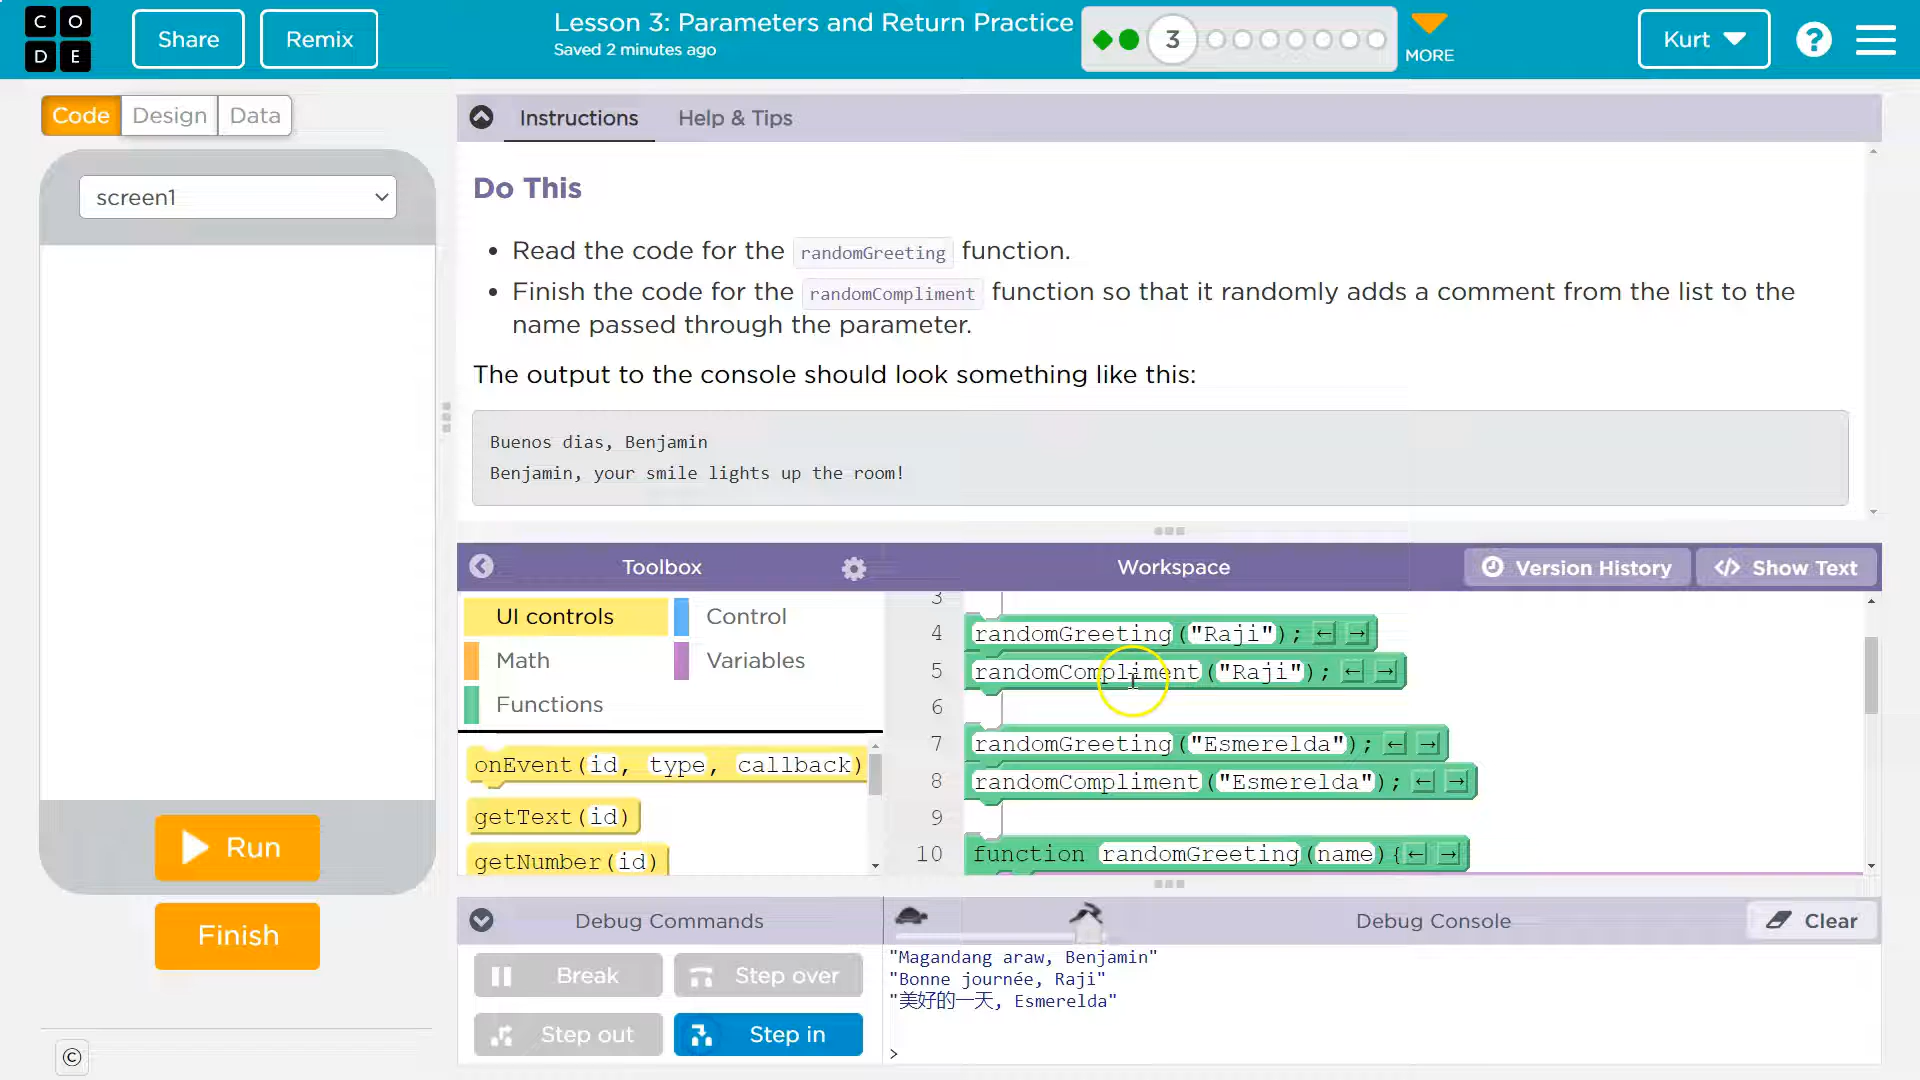 CO
DE
Share
Remix
Lesson 3: Parameters and Return Practice
Saved 2 minutes ago
3
MORE
Kurt
?
Code
Design
Data
screen1
Run
Finish
©
Instructions
Help & Tips
Do This
• Read the code for the randomGreeting function.
• Finish the code for the randomCompliment function so that it randomly adds a comment from the list to the
name passed through the parameter.
The output to the console should look something like this:
Buenos dias, Benjamin
Benjamin, your smile lights up the room!
Toolbox
Workspace
Version History
</> Show Text
UI controls
Control
Math
Variables
Functions
onEvent(id, type, callback)
getText(id)
getNumber(id)
3
4 randomGreeting("Raji"); ← →
5 randomCompliment("Raji"); ← →
6
7 randomGreeting("Esmerelda"); ← →
8 randomCompliment("Esmerelda"); ← →
9
10 function randomGreeting(name){ ← →
Debug Commands
Debug Console
Clear
Break
Step over
Step out
Step in
"Magandang araw, Benjamin"
"Bonne journée, Raji"
"美好的一天, Esmerelda"
>